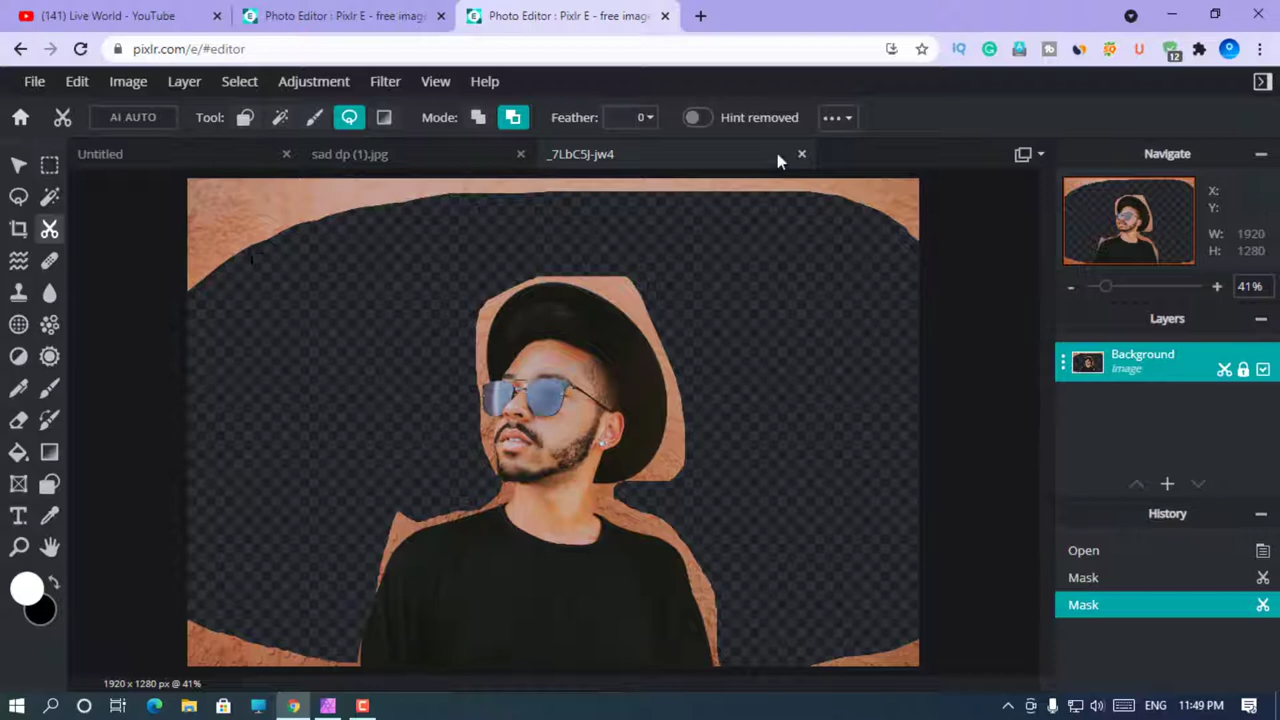 (141) Live World - YouTube
Photo Editor : Pixlr E - free imag
Photo Editor : Pixlr E - free imag
pixlr.com/e/#editor
12
File Edit Image Layer Select Adjustment Filter View Help
AI AUTO Tool: Mode: Feather: 0 Hint removed
Untitled sad dp (1).jpg _7LbC5J-jw4
Navigate
X:
Y:
W: 1920
H: 1280
41%
Layers
Background
Image
History
Open
Mask
Mask
1920 x 1280 px @ 41%
ENG 11:49 PM